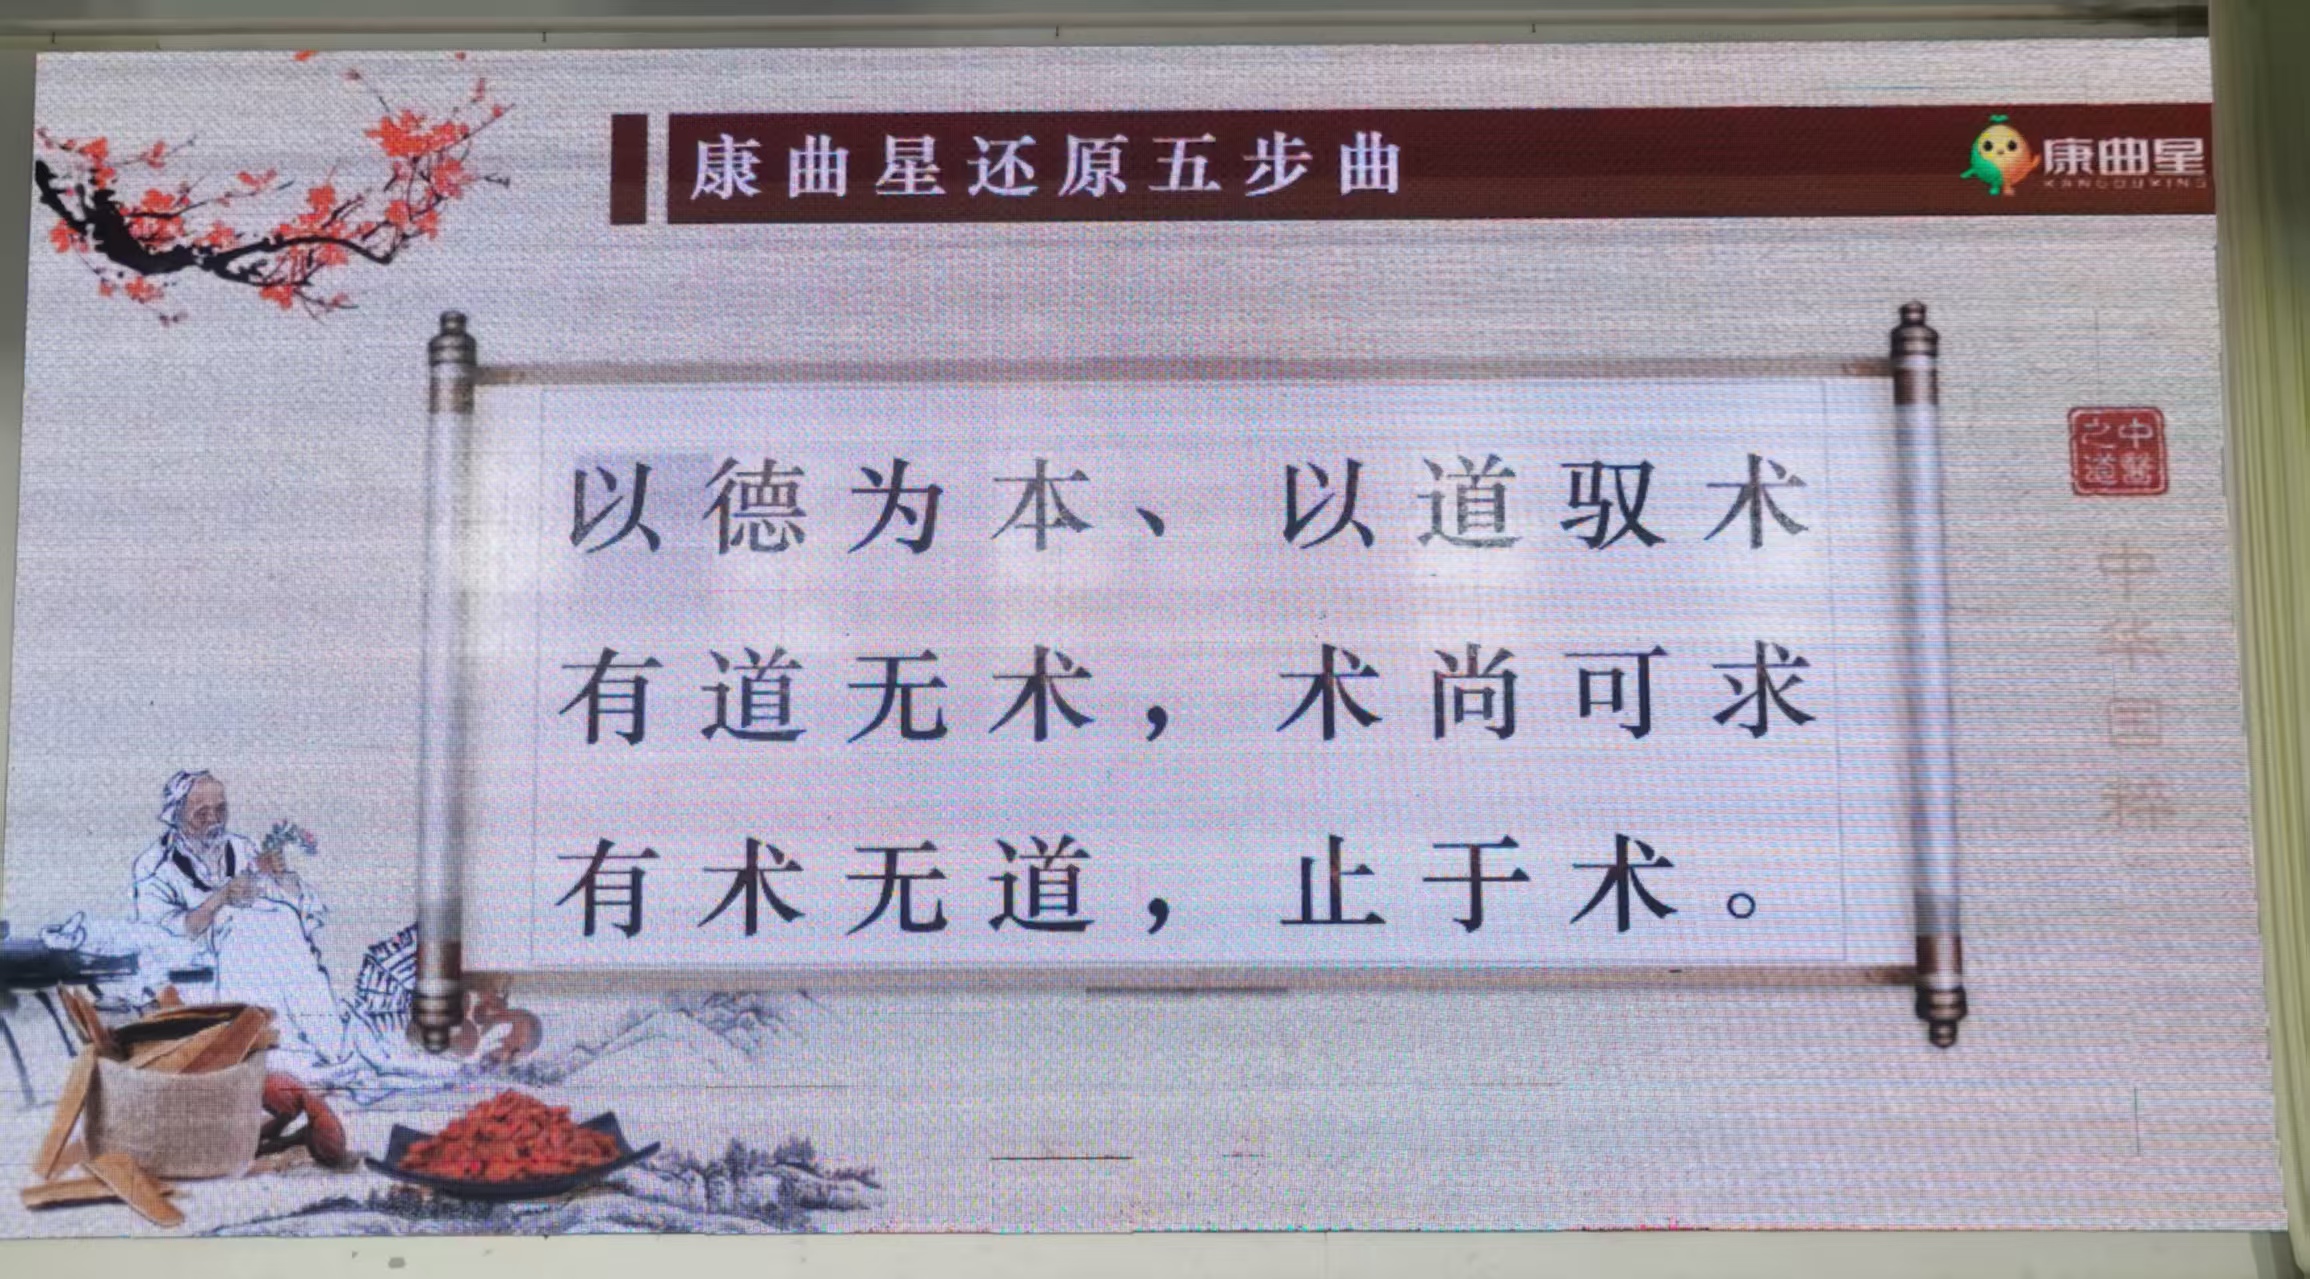 康曲星还原五步曲
康曲星
KANGQUXING
以德为本、以道驭术
有道无术，术尚可求
有术无道，止于术。
中醫之道
中华国粹